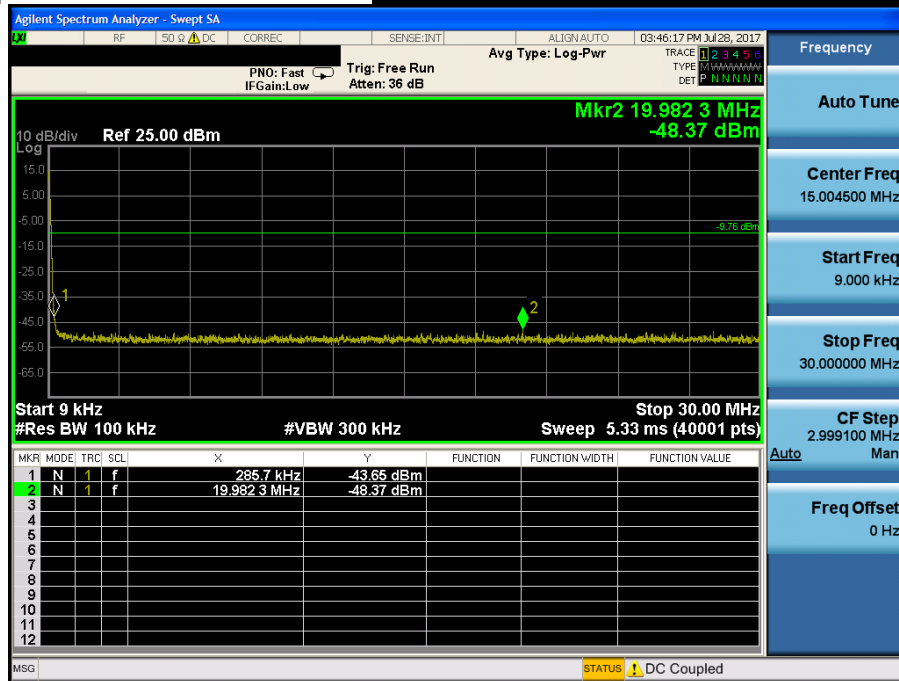 Agilent Spectrum Analyzer - Swept SA
LXI RF 50 Ω DC CORREC SENSE:INT ALIGN AUTO 03:46:17 PM Jul 28, 2017
Avg Type: Log-Pwr TRACE 1 2 3 4 5 6
PNO: Fast Trig: Free Run TYPE MWWWWW
IFGain:Low Atten: 36 dB DET P N N N N N
Mkr2 19.982 3 MHz
-48.37 dBm
10 dB/div Ref 25.00 dBm
Log
15.0
5.00
-5.00
-9.76 dBm
-15.0
-25.0
-35.0
1
2
-45.0
-55.0
-65.0
Start 9 kHz Stop 30.00 MHz
#Res BW 100 kHz #VBW 300 kHz Sweep 5.33 ms (40001 pts)
MKR MODE TRC SCL X Y FUNCTION FUNCTION WIDTH FUNCTION VALUE
1 N 1 f 285.7 kHz -43.65 dBm
2 N 1 f 19.982 3 MHz -48.37 dBm
3
4
5
6
7
8
9
10
11
12
MSG STATUS DC Coupled
Frequency
Auto Tune
Center Freq
15.004500 MHz
Start Freq
9.000 kHz
Stop Freq
30.000000 MHz
CF Step
2.999100 MHz
Auto Man
Freq Offset
0 Hz